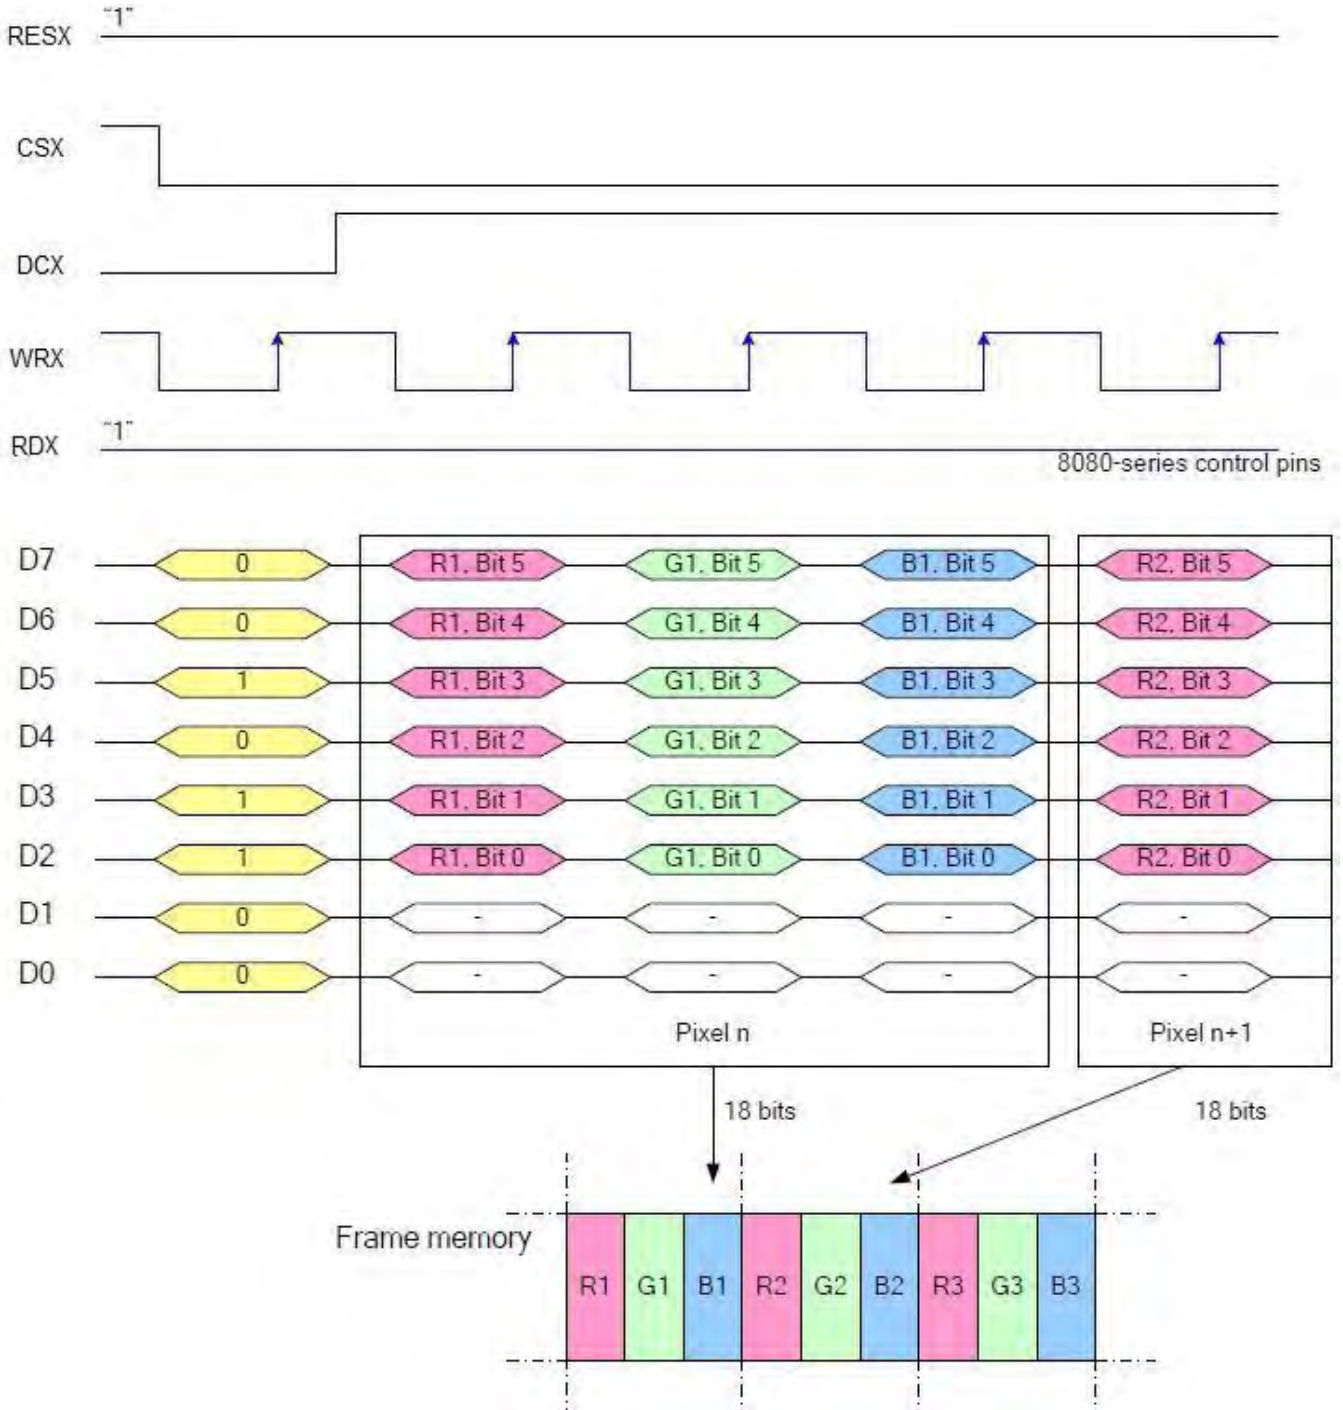 RESX "1"
CSX
DCX
WRX
RDX "1"
8080-series control pins
D7 0 R1, Bit 5 G1, Bit 5 B1, Bit 5 R2, Bit 5
D6 0 R1, Bit 4 G1, Bit 4 B1, Bit 4 R2, Bit 4
D5 1 R1, Bit 3 G1, Bit 3 B1, Bit 3 R2, Bit 3
D4 0 R1, Bit 2 G1, Bit 2 B1, Bit 2 R2, Bit 2
D3 1 R1, Bit 1 G1, Bit 1 B1, Bit 1 R2, Bit 1
D2 1 R1, Bit 0 G1, Bit 0 B1, Bit 0 R2, Bit 0
D1 0 - - - -
D0 0 - - - -
Pixel n Pixel n+1
18 bits 18 bits
Frame memory
R1 G1 B1 R2 G2 B2 R3 G3 B3